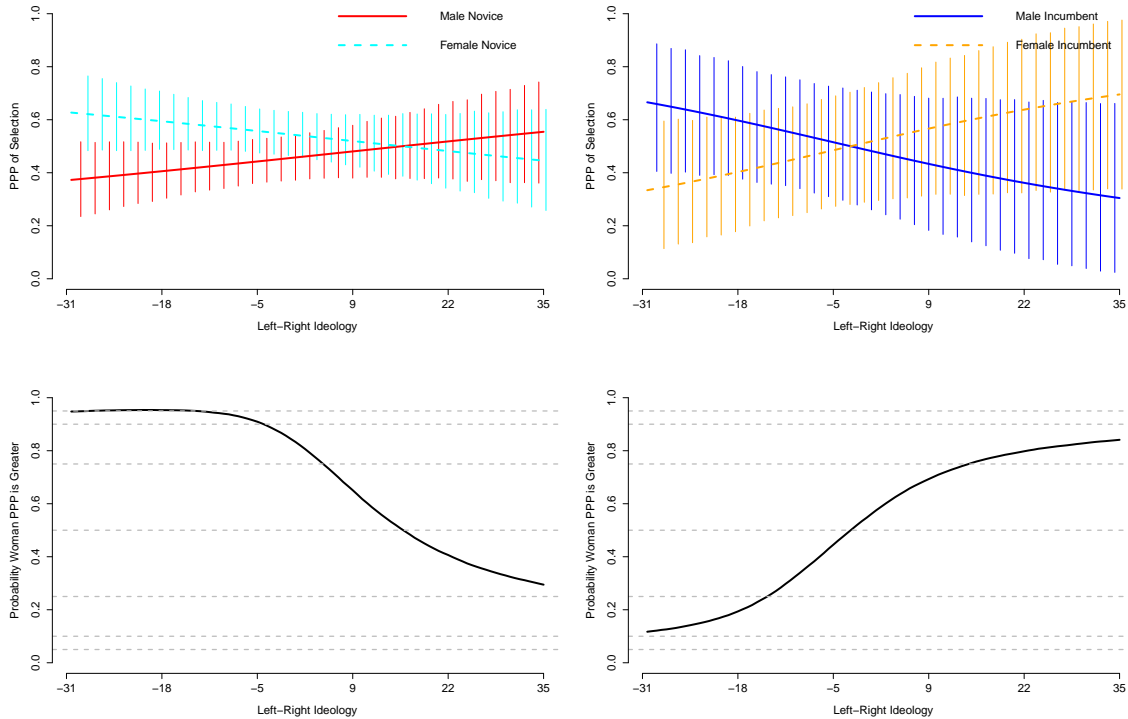 Male Novice
Female Novice
PPP of Selection
0.0 0.2 0.4 0.6 0.8 1.0
−31 −18 −5 9 22 35
Left−Right Ideology
Male Incumbent
Female Incumbent
PPP of Selection
0.0 0.2 0.4 0.6 0.8 1.0
−31 −18 −5 9 22 35
Left−Right Ideology
Probability Woman PPP is Greater
0.0 0.2 0.4 0.6 0.8 1.0
−31 −18 −5 9 22 35
Left−Right Ideology
Probability Woman PPP is Greater
0.0 0.2 0.4 0.6 0.8 1.0
−31 −18 −5 9 22 35
Left−Right Ideology